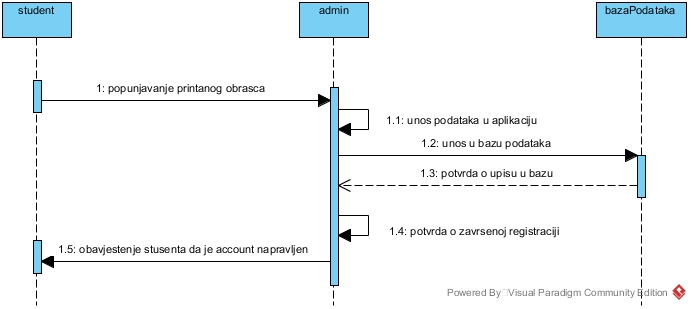 student
admin
bazaPodataka
1: popunjavanje printanog obrasca
1.1: unos podataka u aplikaciju
1.2: unos u bazu podataka
1.3: potvrda o upisu u bazu
1.4: potvrda o zavrsenoj registraciji
1.5: obavjestenje stusenta da je account napravljen
Powered By Visual Paradigm Community Edition